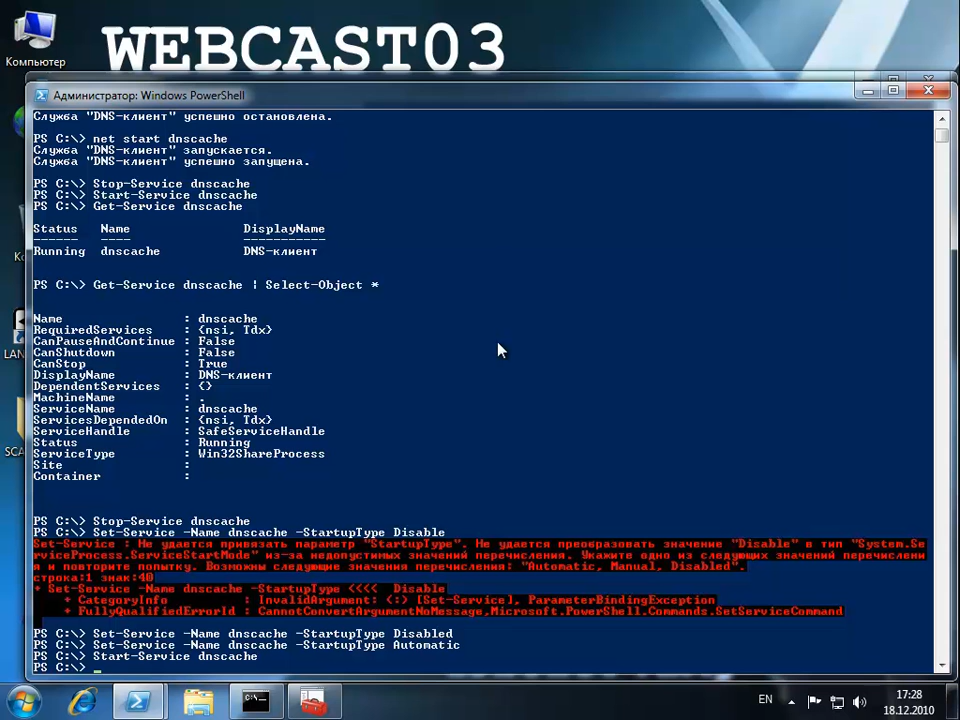 WEBCAST03
Компьютер
Администратор: Windows PowerShell
Служба "DNS-клиент" успешно остановлена.
PS C:\> net start dnscache
Служба "DNS-клиент" запускается.
Служба "DNS-клиент" успешно запущена.
PS C:\> Stop-Service dnscache
PS C:\> Start-Service dnscache
PS C:\> Get-Service dnscache
Status Name DisplayName
------ ---- -----------
Running dnscache DNS-клиент
PS C:\> Get-Service dnscache | Select-Object *
Name : dnscache
RequiredServices : {nsi, Tdx}
CanPauseAndContinue : False
CanShutdown : False
CanStop : True
DisplayName : DNS-клиент
DependentServices : {}
MachineName : .
ServiceName : dnscache
ServicesDependedOn : {nsi, Tdx}
ServiceHandle : SafeServiceHandle
Status : Running
ServiceType : Win32ShareProcess
Site :
Container :
PS C:\> Stop-Service dnscache
PS C:\> Set-Service -Name dnscache -StartupType Disable
Set-Service : Не удается привязать параметр "StartupType". Не удается преобразовать значение "Disable" в тип "System.Se
rviceProcess.ServiceStartMode" из-за недопустимых значений перечисления. Укажите одно из следующих значений перечислени
я и повторите попытку. Возможны следующие значения перечисления: "Automatic, Manual, Disabled".
строка:1 знак:40
+ Set-Service -Name dnscache -StartupType <<<< Disable
+ CategoryInfo : InvalidArgument: (:) [Set-Service], ParameterBindingException
+ FullyQualifiedErrorId : CannotConvertArgumentNoMessage,Microsoft.PowerShell.Commands.SetServiceCommand
PS C:\> Set-Service -Name dnscache -StartupType Disabled
PS C:\> Set-Service -Name dnscache -StartupType Automatic
PS C:\> Start-Service dnscache
PS C:\> _
EN
17:28
18.12.2010